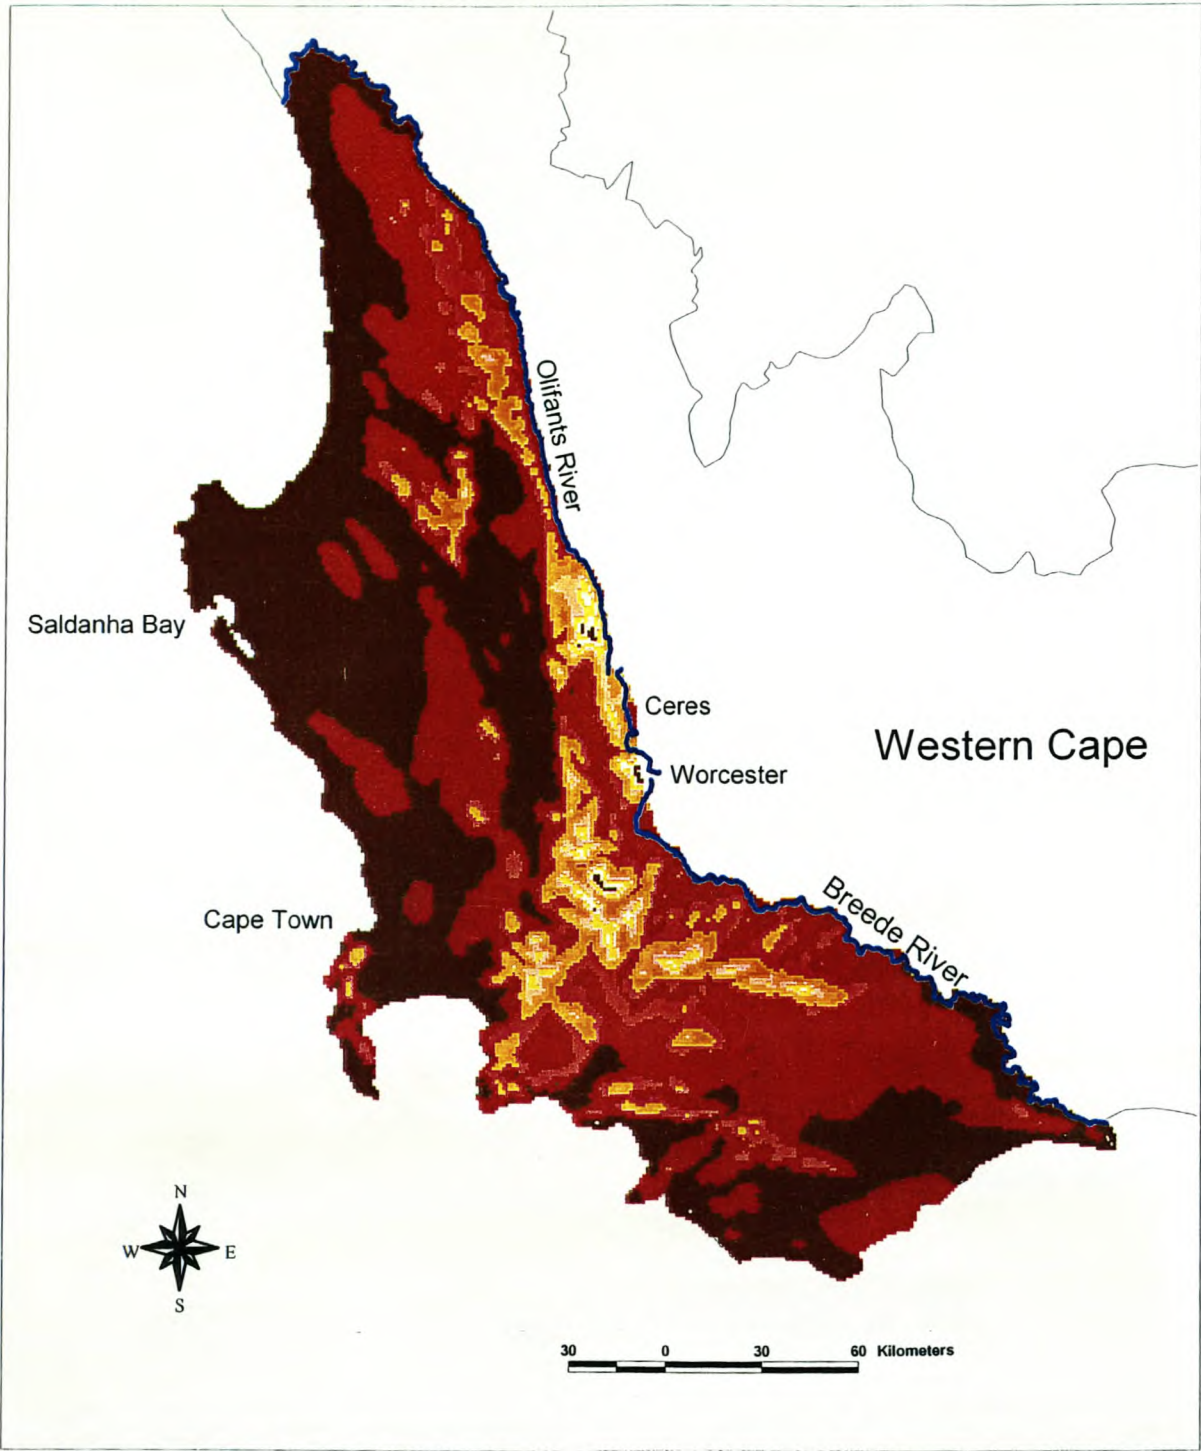 Olifants River
Saldanha Bay
Ceres
Western Cape
Worcester
Breede River
Cape Town
N
W E
S
30 0 30 60 Kilometers